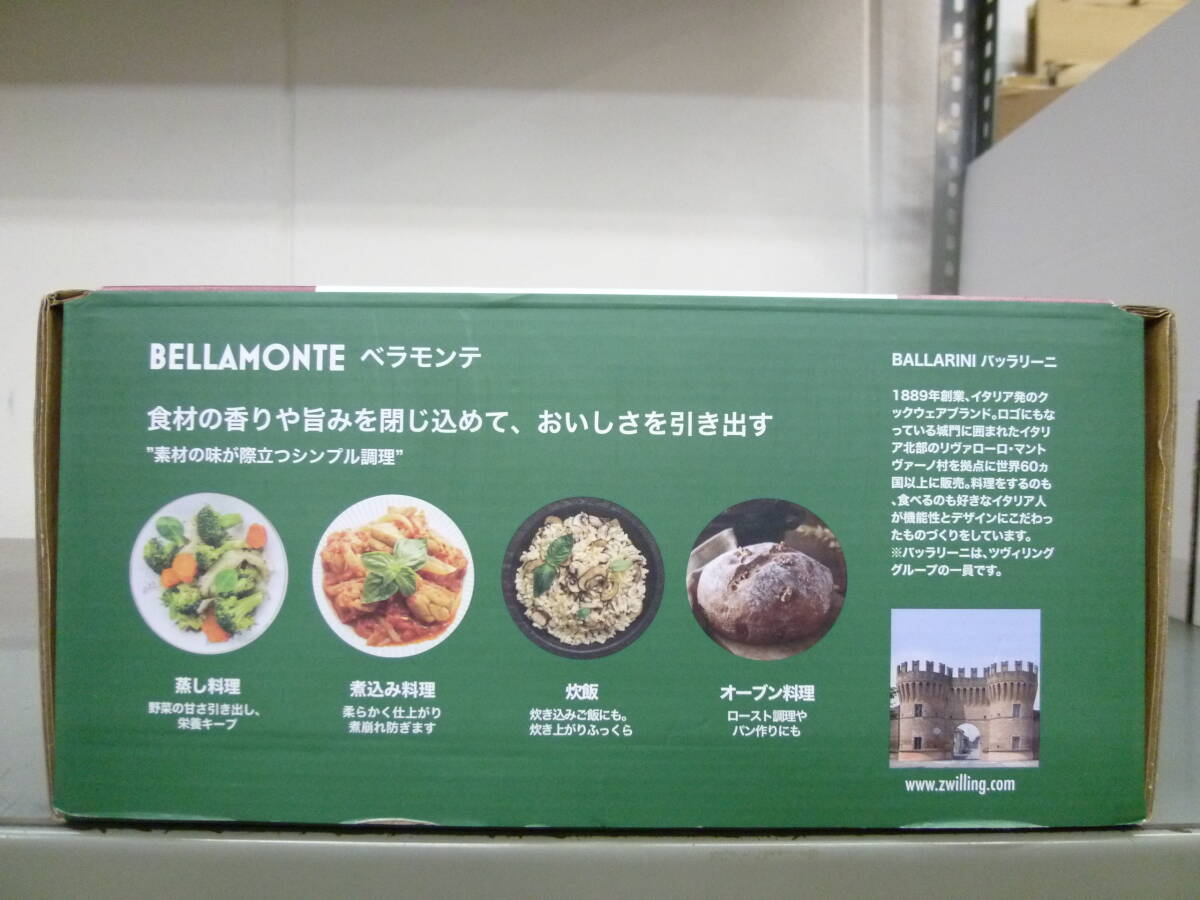 BELLAMONTE ベラモンテ
食材の香りや旨みを閉じ込めて、おいしさを引き出す
"素材の味が際立つシンプル調理"
蒸し料理
野菜の甘さ引き出し、
栄養キープ
煮込み料理
柔らかく仕上がり
煮崩れ防ぎます
炊飯
炊き込みご飯にも。
炊き上がりふっくら
オーブン料理
ロースト調理や
パン作りにも
BALLARINI バッラリーニ
1889年創業、イタリア発のク
ックウェアブランド。ロゴにもな
っている城門に囲まれたイタリ
ア北部のリヴァローロ・マント
ヴァーノ村を拠点に世界60ヵ
国以上に販売。料理をするのも
、食べるのも好きなイタリア人
が機能性とデザインにこだわっ
たものづくりをしています。
※バッラリーニは、ツヴィリング
グループの一員です。
www.zwilling.com